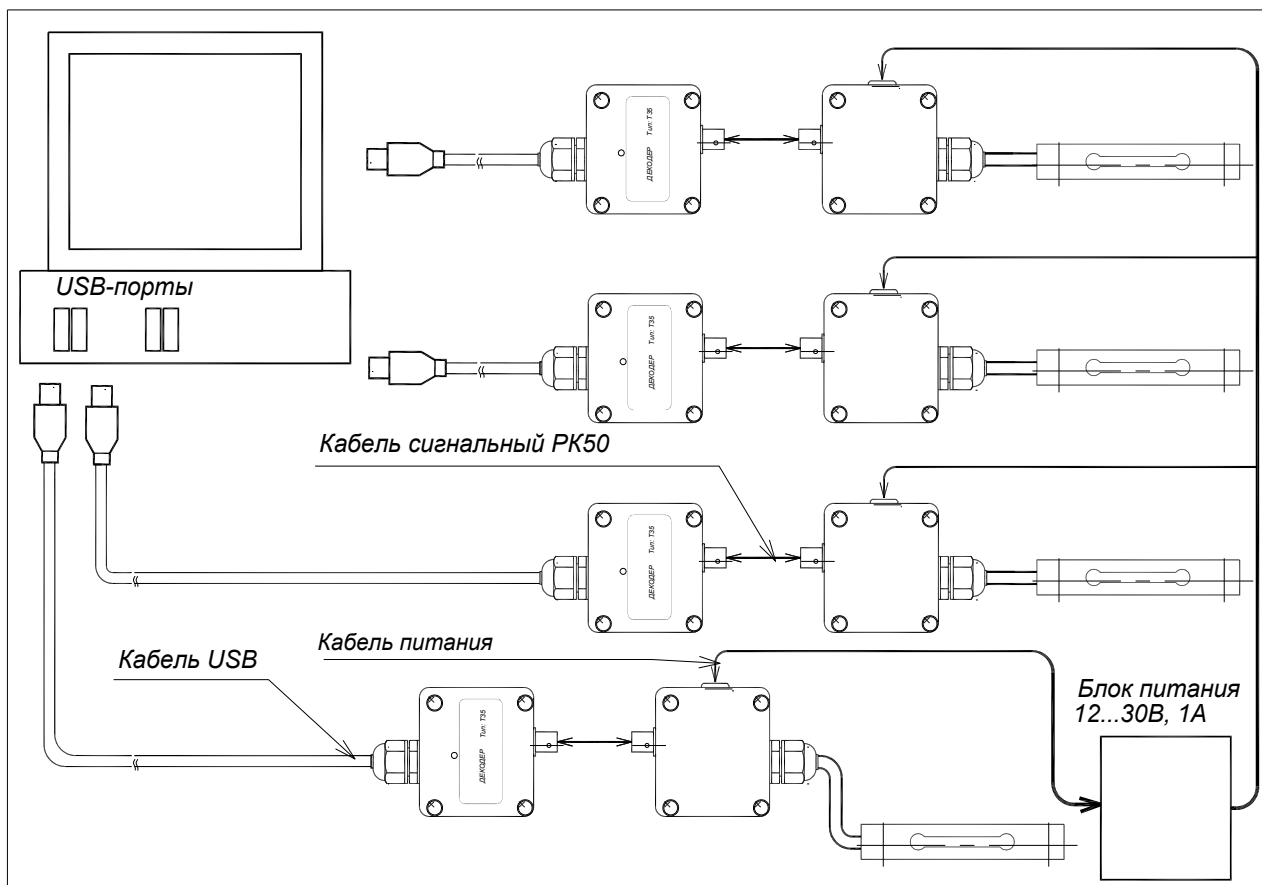 ДЕКОДЕР Тип: Т35
USB-порты
ДЕКОДЕР Тип: Т35
Кабель сигнальный РК50
ДЕКОДЕР Тип: Т35
Кабель питания
Кабель USB
ДЕКОДЕР Тип: Т35
Блок питания
12...30В, 1А